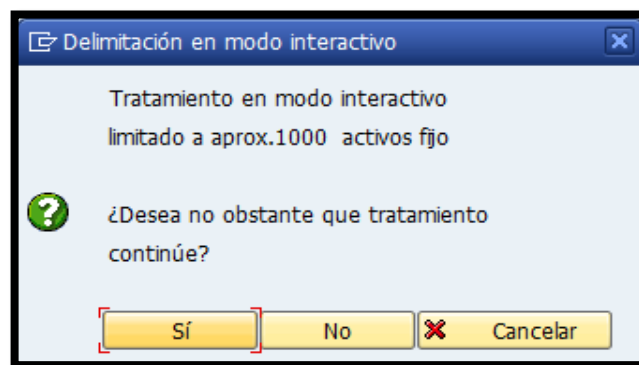 Delimitación en modo interactivo
Tratamiento en modo interactivo
limitado a aprox.1000 activos fijo
¿Desea no obstante que tratamiento
continúe?
Sí No Cancelar